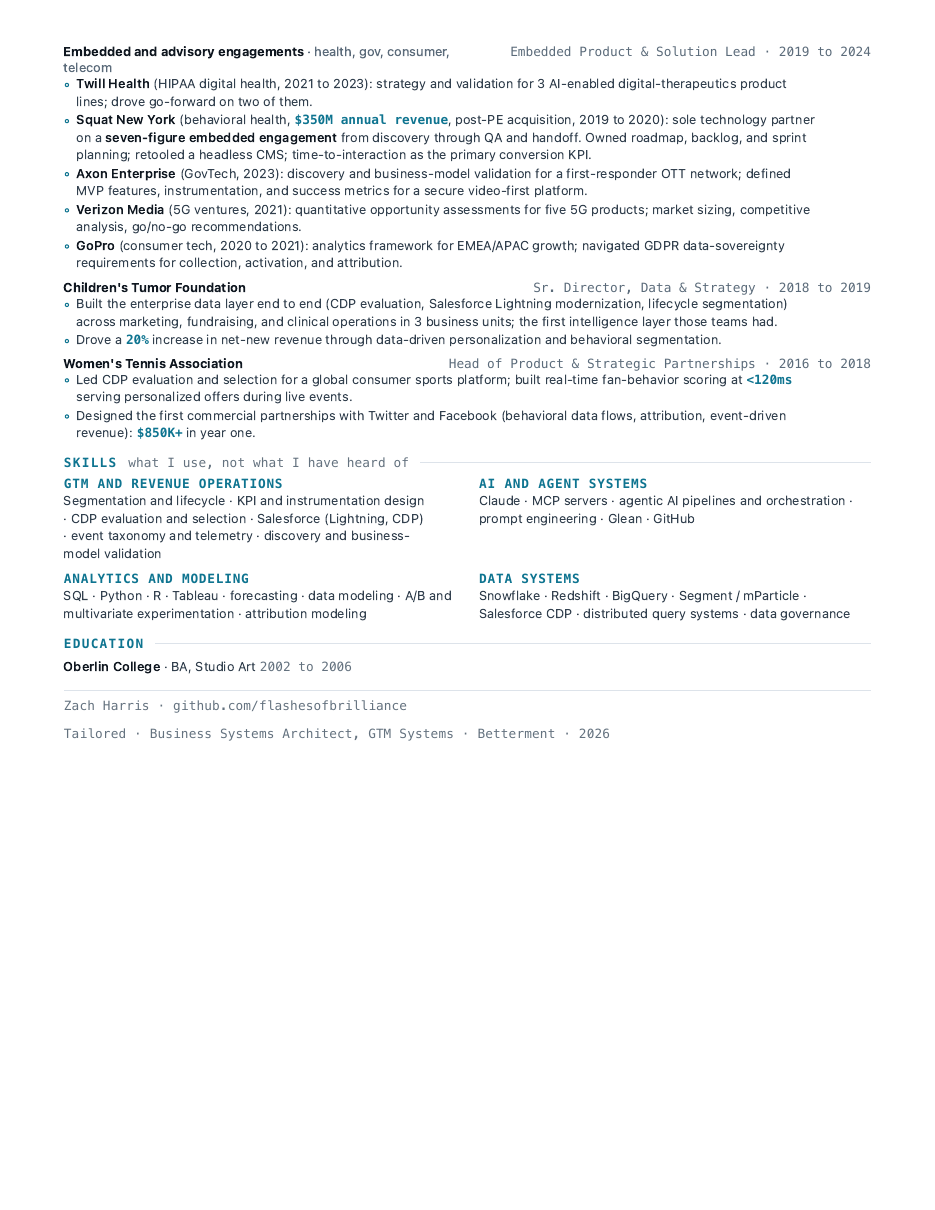 Embedded and advisory engagements · health, gov, consumer, telecom
Embedded Product & Solution Lead · 2019 to 2024
Twill Health (HIPAA digital health, 2021 to 2023): strategy and validation for 3 AI-enabled digital-therapeutics product
lines; drove go-forward on two of them.
Squat New York (behavioral health, $350M annual revenue, post-PE acquisition, 2019 to 2020): sole technology partner
on a seven-figure embedded engagement from discovery through QA and handoff. Owned roadmap, backlog, and sprint
planning; retooled a headless CMS; time-to-interaction as the primary conversion KPI.
Axon Enterprise (GovTech, 2023): discovery and business-model validation for a first-responder OTT network; defined
MVP features, instrumentation, and success metrics for a secure video-first platform.
Verizon Media (5G ventures, 2021): quantitative opportunity assessments for five 5G products; market sizing, competitive
analysis, go/no-go recommendations.
GoPro (consumer tech, 2020 to 2021): analytics framework for EMEA/APAC growth; navigated GDPR data-sovereignty
requirements for collection, activation, and attribution.
Children's Tumor Foundation
Sr. Director, Data & Strategy · 2018 to 2019
Built the enterprise data layer end to end (CDP evaluation, Salesforce Lightning modernization, lifecycle segmentation)
across marketing, fundraising, and clinical operations in 3 business units; the first intelligence layer those teams had.
Drove a 20% increase in net-new revenue through data-driven personalization and behavioral segmentation.
Women's Tennis Association
Head of Product & Strategic Partnerships · 2016 to 2018
Led CDP evaluation and selection for a global consumer sports platform; built real-time fan-behavior scoring at <120ms
serving personalized offers during live events.
Designed the first commercial partnerships with Twitter and Facebook (behavioral data flows, attribution, event-driven
revenue): $850K+ in year one.
SKILLS what I use, not what I have heard of
GTM AND REVENUE OPERATIONS
Segmentation and lifecycle · KPI and instrumentation design
· CDP evaluation and selection · Salesforce (Lightning, CDP)
· event taxonomy and telemetry · discovery and business-
model validation
AI AND AGENT SYSTEMS
Claude · MCP servers · agentic AI pipelines and orchestration ·
prompt engineering · Glean · GitHub
ANALYTICS AND MODELING
SQL · Python · R · Tableau · forecasting · data modeling · A/B and
multivariate experimentation · attribution modeling
DATA SYSTEMS
Snowflake · Redshift · BigQuery · Segment / mParticle ·
Salesforce CDP · distributed query systems · data governance
EDUCATION
Oberlin College · BA, Studio Art 2002 to 2006
Zach Harris · github.com/flashesofbrilliance
Tailored · Business Systems Architect, GTM Systems · Betterment · 2026